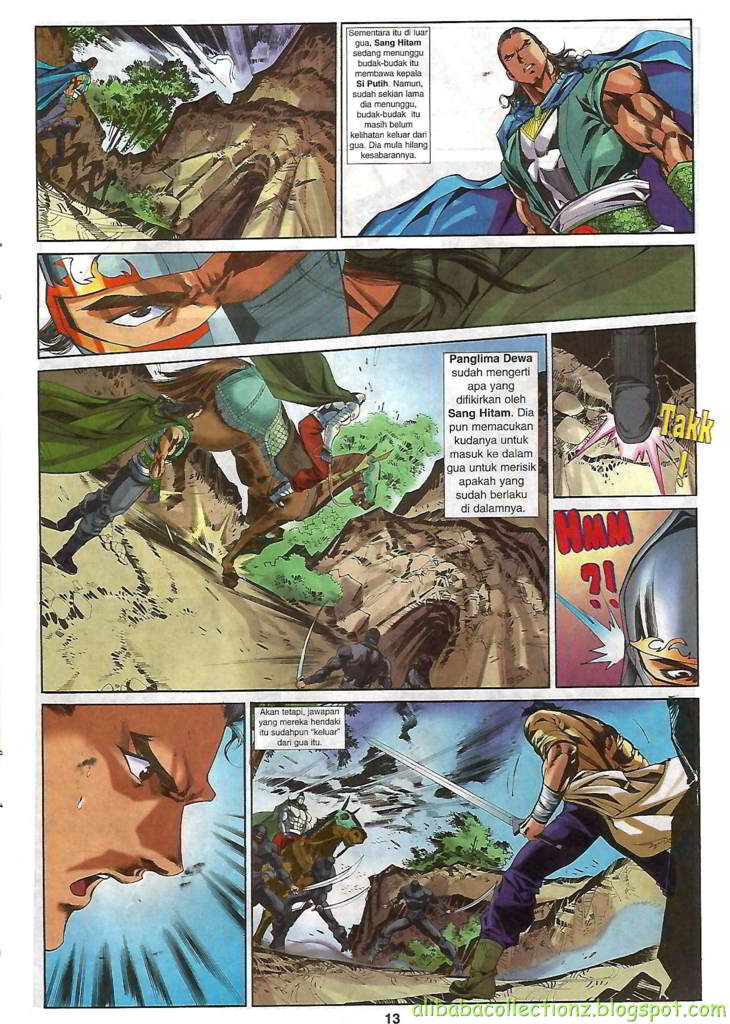 Sementara itu di luar
gua, Sang Hitam
sedang menunggu
budak-budak itu
membawa kepala
Si Putih. Namun,
sudah sekian lama
dia menunggu,
budak-budak itu
masih belum
kelihatan keluar dari
gua. Dia mula hilang
kesabarannya.
Panglima Dewa
sudah mengerti
apa yang
difikirkan oleh
Sang Hitam. Dia
pun memacukan
kudanya untuk
masuk ke dalam
gua untuk merisik
apakah yang
sudah berlaku
di dalamnya.
Takk
!
HMM
?!
Akan tetapi, jawapan
yang mereka hendaki
itu sudahpun "keluar"
dari gua itu.
13
alibabacollectionz.blogspot.com